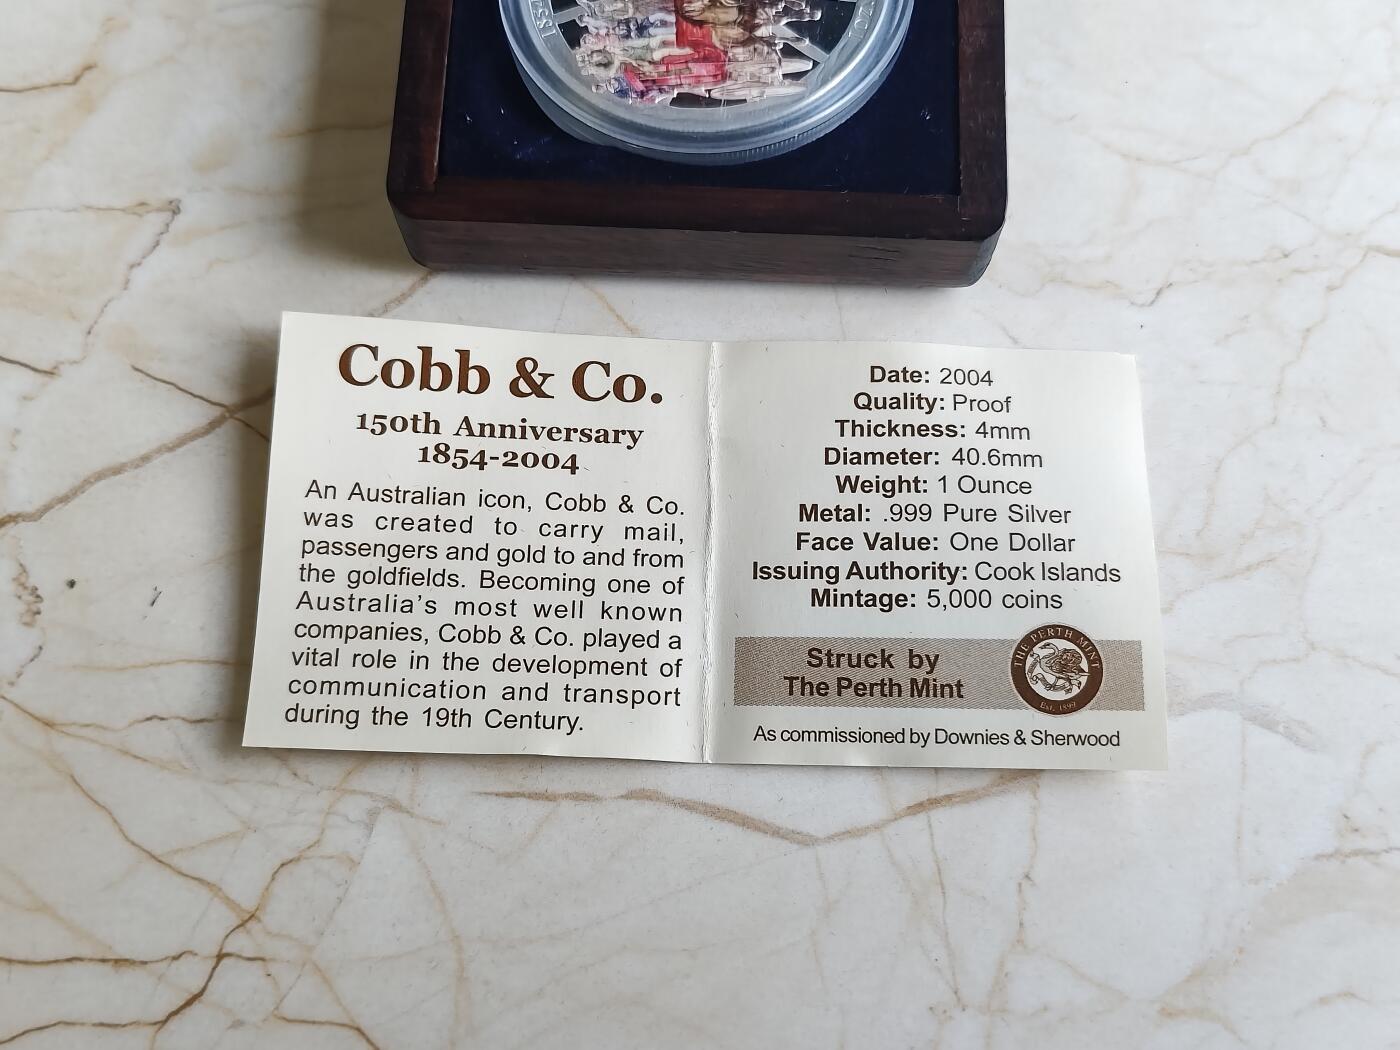 Cobb & Co.
150th Anniversary
1854-2004
An Australian icon, Cobb & Co.
was created to carry mail,
passengers and gold to and from
the goldfields. Becoming one of
Australia's most well known
companies, Cobb & Co. played a
vital role in the development of
communication and transport
during the 19th Century.
Date: 2004
Quality: Proof
Thickness: 4mm
Diameter: 40.6mm
Weight: 1 Ounce
Metal: .999 Pure Silver
Face Value: One Dollar
Issuing Authority: Cook Islands
Mintage: 5,000 coins
Struck by
The Perth Mint
THE PERTH MINT
Est. 1899
As commissioned by Downies & Sherwood